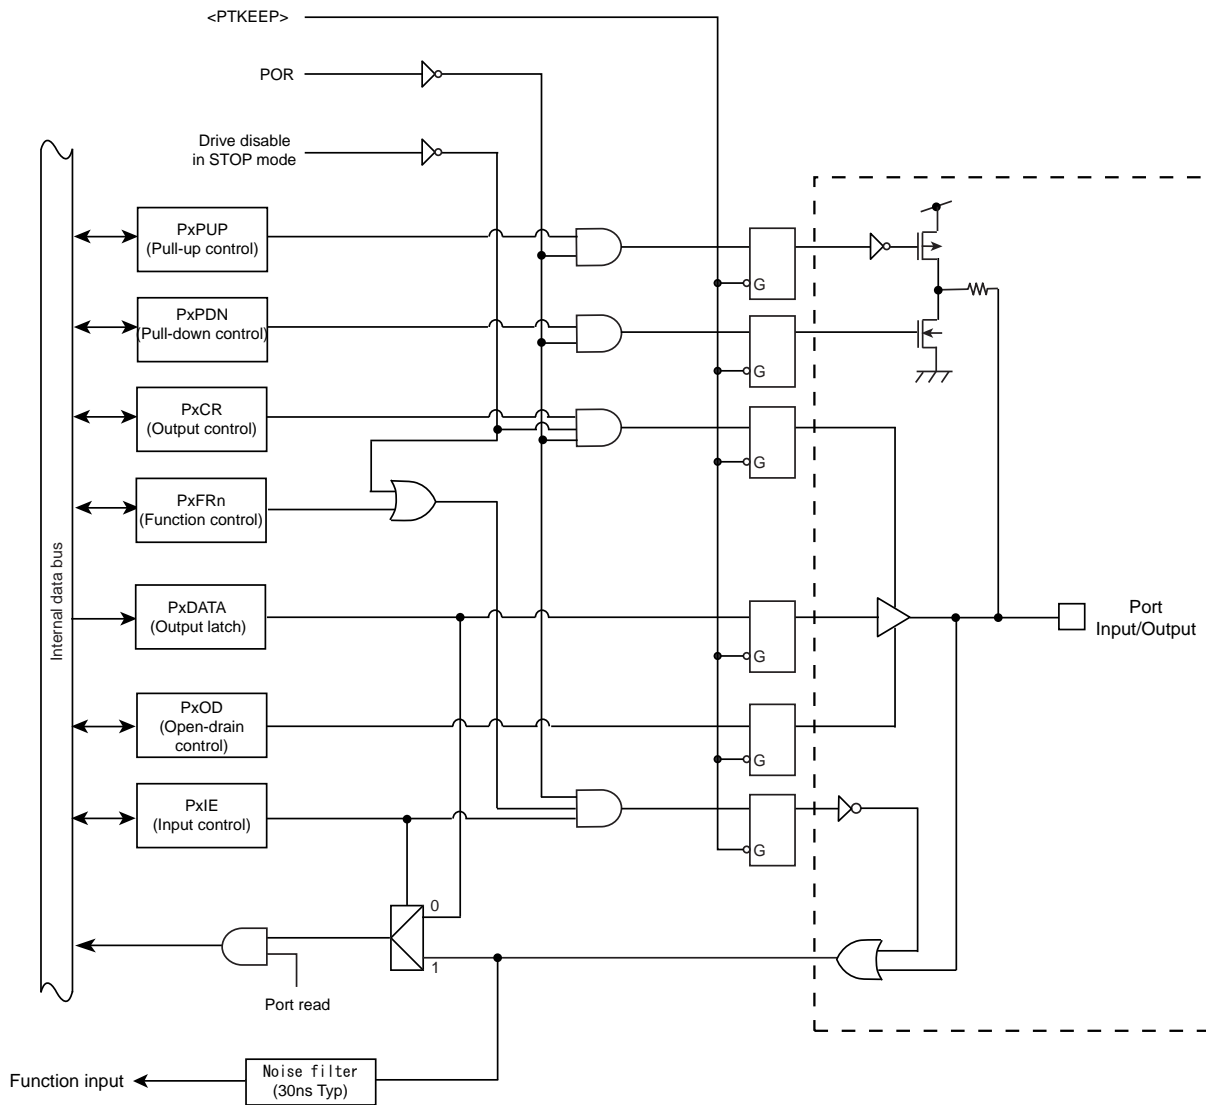 <PTKEEP>
POR
Drive disable
in STOP mode
PxPUP
(Pull-up control)
G
PxPDN
(Pull-down control)
G
PxCR
(Output control)
G
PxFRn
(Function control)
Internal data bus
PxDATA
(Output latch)
G
Port
Input/Output
PxOD
(Open-drain
control)
G
PxIE
(Input control)
G
0
1
Port read
Noise filter
(30ns Typ)
Function input